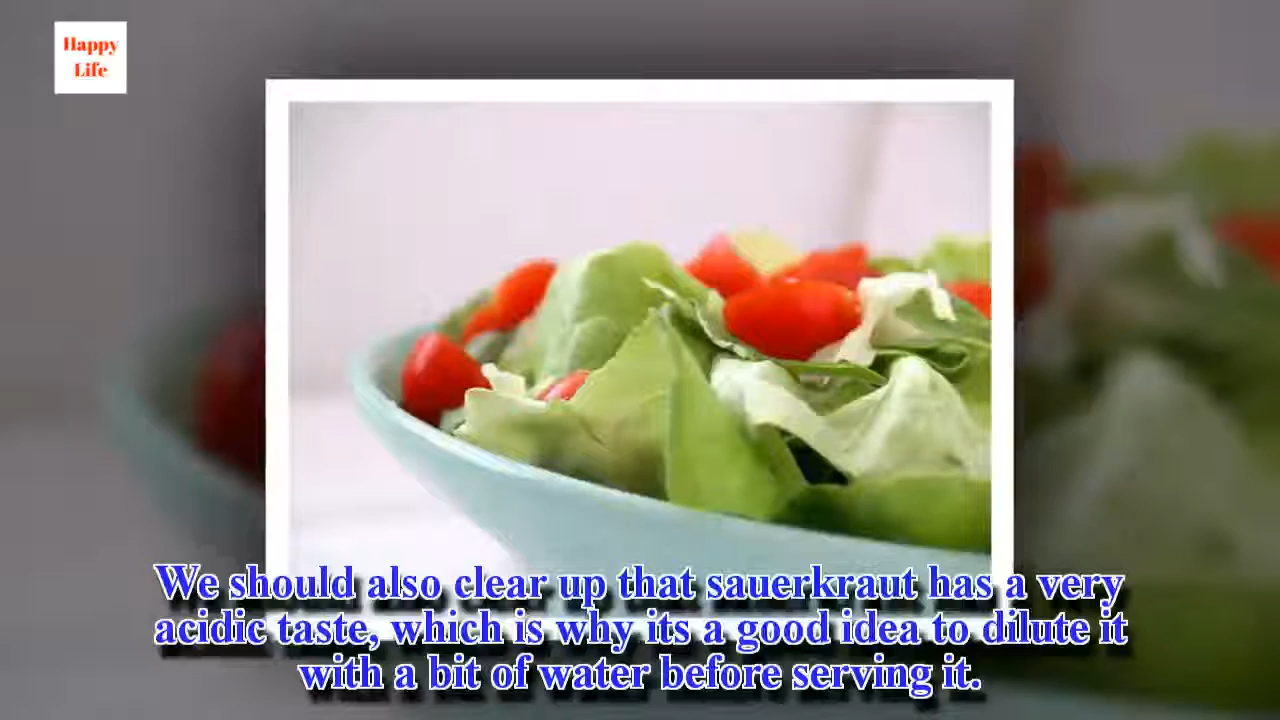 Happy
Life
We should also clear up that sauerkraut has a very
acidic taste, which is why its a good idea to dilute it
with a bit of water before serving it.